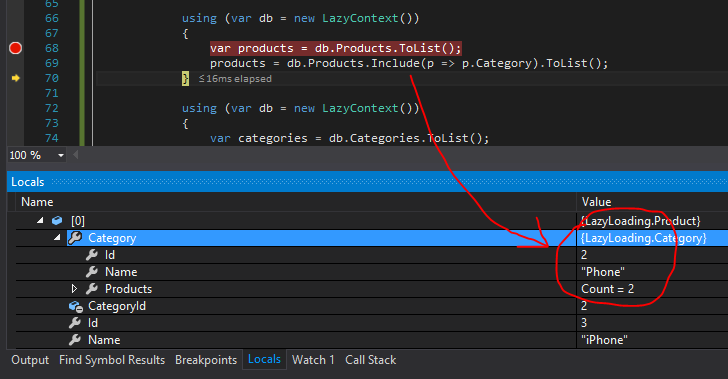 65
66 using (var db = new LazyContext())
67 {
68 var products = db.Products.ToList();
69 products = db.Products.Include(p => p.Category).ToList();
70 } ≤16ms elapsed
71
72 using (var db = new LazyContext())
73 {
74 var categories = db.Categories.ToList();
100 %
Locals
Name Value
[0] {LazyLoading.Product}
Category {LazyLoading.Category}
Id 2
Name "Phone"
Products Count = 2
CategoryId 2
Id 3
Name "iPhone"
Output Find Symbol Results Breakpoints Locals Watch 1 Call Stack